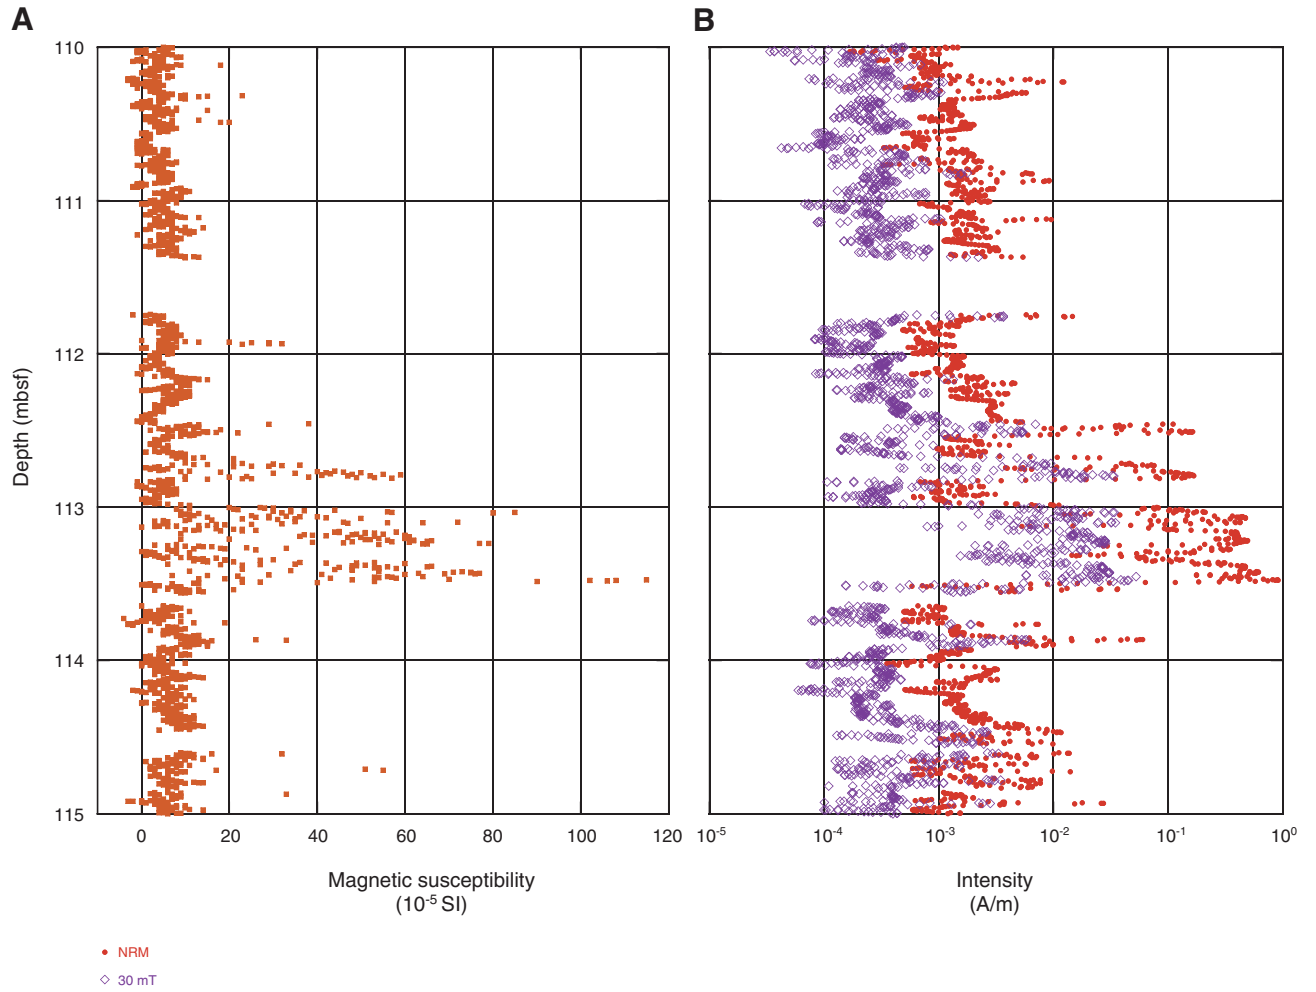 A
B
110
111
112
113
114
115
Depth (mbsf)
0 20 40 60 80 100 120
10⁻⁵ 10⁻⁴ 10⁻³ 10⁻² 10⁻¹ 10⁰
Magnetic susceptibility
(10⁻⁵ SI)
Intensity
(A/m)
NRM
30 mT